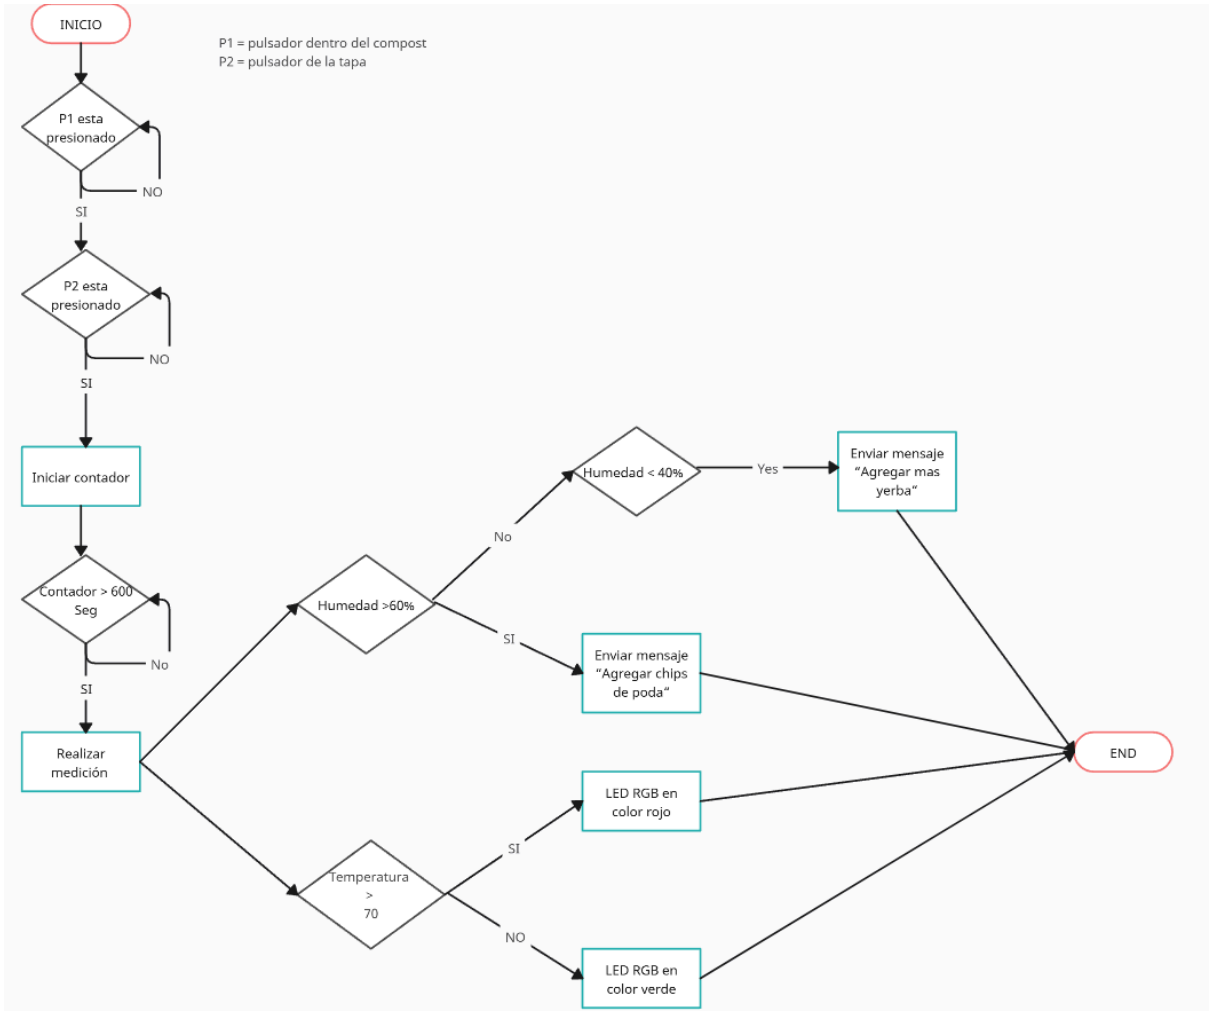 INICIO
P1 = pulsador dentro del compost
P2 = pulsador de la tapa
P1 esta
presionado
NO
SI
P2 esta
presionado
NO
SI
Iniciar contador
Contador > 600
Seg
No
SI
Realizar
medición
Humedad >60%
No
SI
Humedad < 40%
Yes
Enviar mensaje
“Agregar mas
yerba“
Enviar mensaje
“Agregar chips
de poda“
Temperatura
>
70
SI
NO
LED RGB en
color rojo
LED RGB en
color verde
END